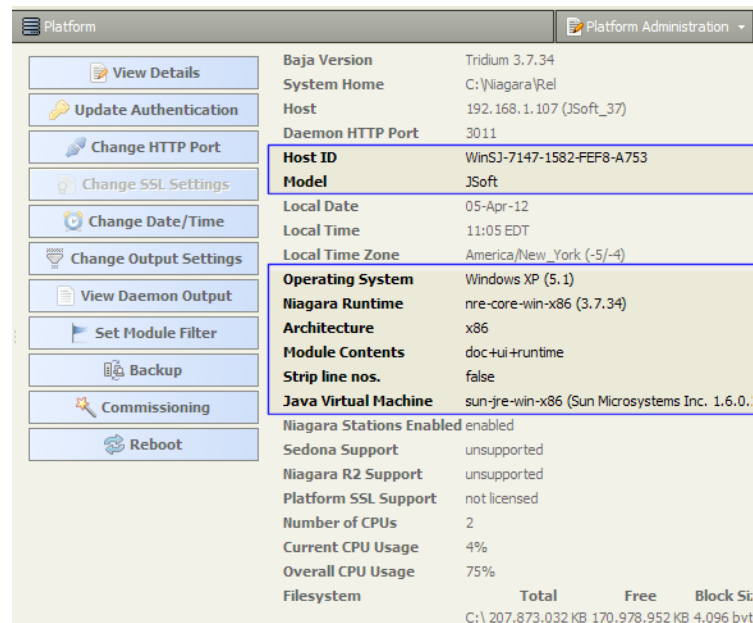 Platform
Platform Administration
View Details
Update Authentication
Change HTTP Port
Change SSL Settings
Change Date/Time
Change Output Settings
View Daemon Output
Set Module Filter
Backup
Commissioning
Reboot
Baja Version Tridium 3.7.34
System Home C:\Niagara\Rel
Host 192.168.1.107 (JSoft_37)
Daemon HTTP Port 3011
Host ID WinSJ-7147-1582-FEF8-A753
Model JSoft
Local Date 05-Apr-12
Local Time 11:05 EDT
Local Time Zone America/New_York (-5/-4)
Operating System Windows XP (5.1)
Niagara Runtime nre-core-win-x86 (3.7.34)
Architecture x86
Module Contents doc+ui+runtime
Strip line nos. false
Java Virtual Machine sun-jre-win-x86 (Sun Microsystems Inc. 1.6.0.
Niagara Stations Enabled enabled
Sedona Support unsupported
Niagara R2 Support unsupported
Platform SSL Support not licensed
Number of CPUs 2
Current CPU Usage 4%
Overall CPU Usage 75%
Filesystem Total Free Block Si
C:\ 207,873,032 KB 170,978,952 KB 4,096 byt